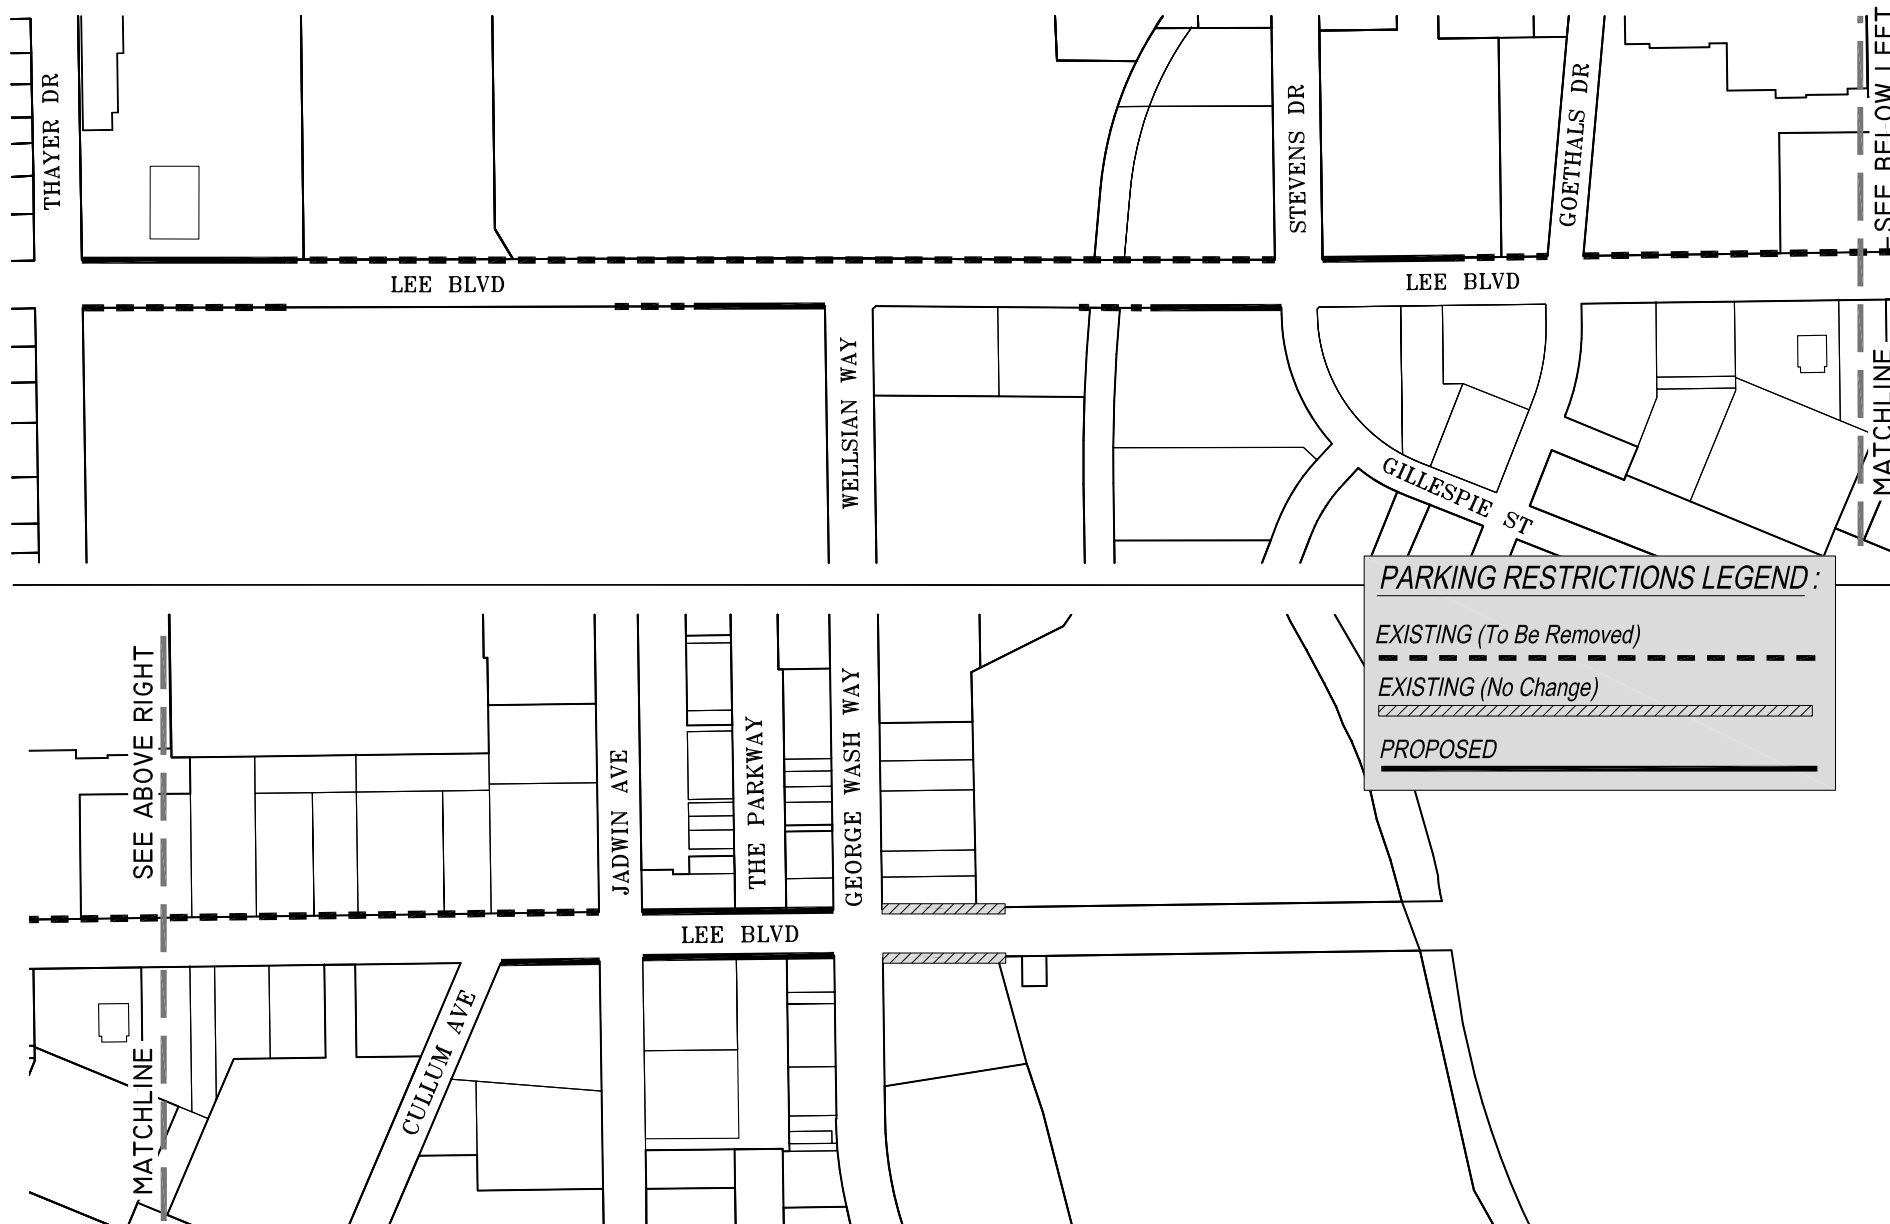 THAYER DR
LEE BLVD
WELLSIAN WAY
STEVENS DR
LEE BLVD
GOETHALS DR
GILLESPIE ST
SEE BELOW LEFT
MATCHLINE
PARKING RESTRICTIONS LEGEND :
EXISTING (To Be Removed)
EXISTING (No Change)
PROPOSED
SEE ABOVE RIGHT
MATCHLINE
CULLUM AVE
JADWIN AVE
LEE BLVD
THE PARKWAY
GEORGE WASH WAY